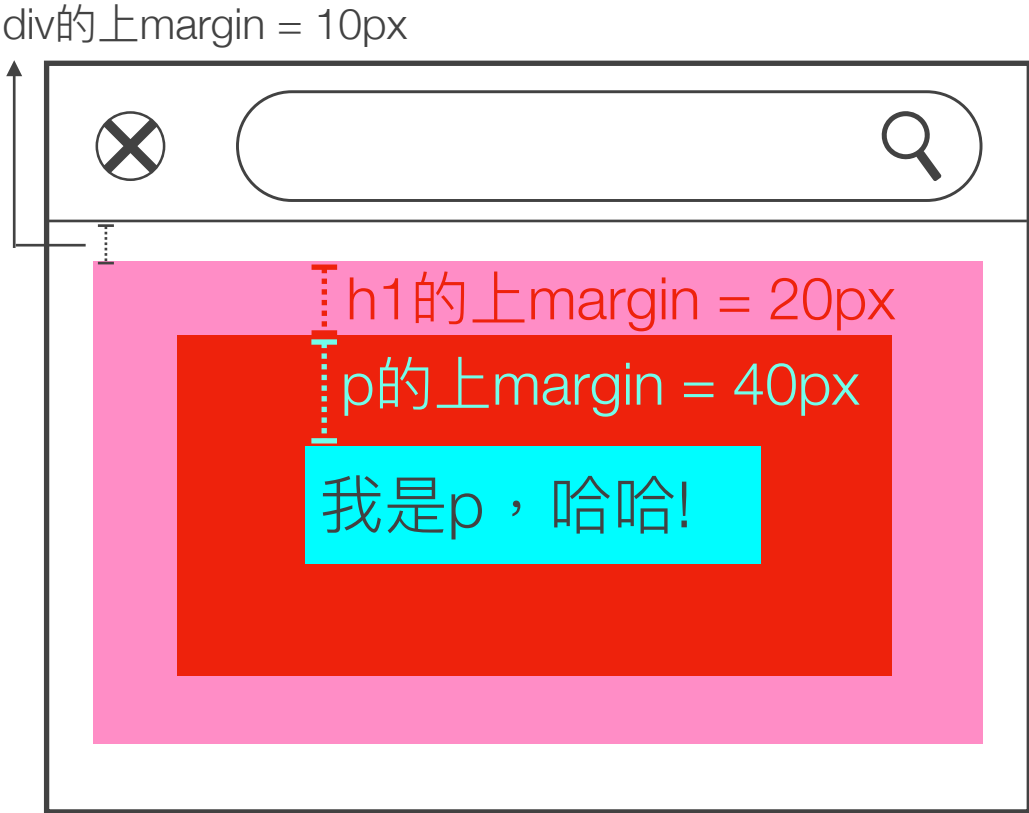 div的上margin = 10px
h1的上margin = 20px
p的上margin = 40px
我是p，哈哈!